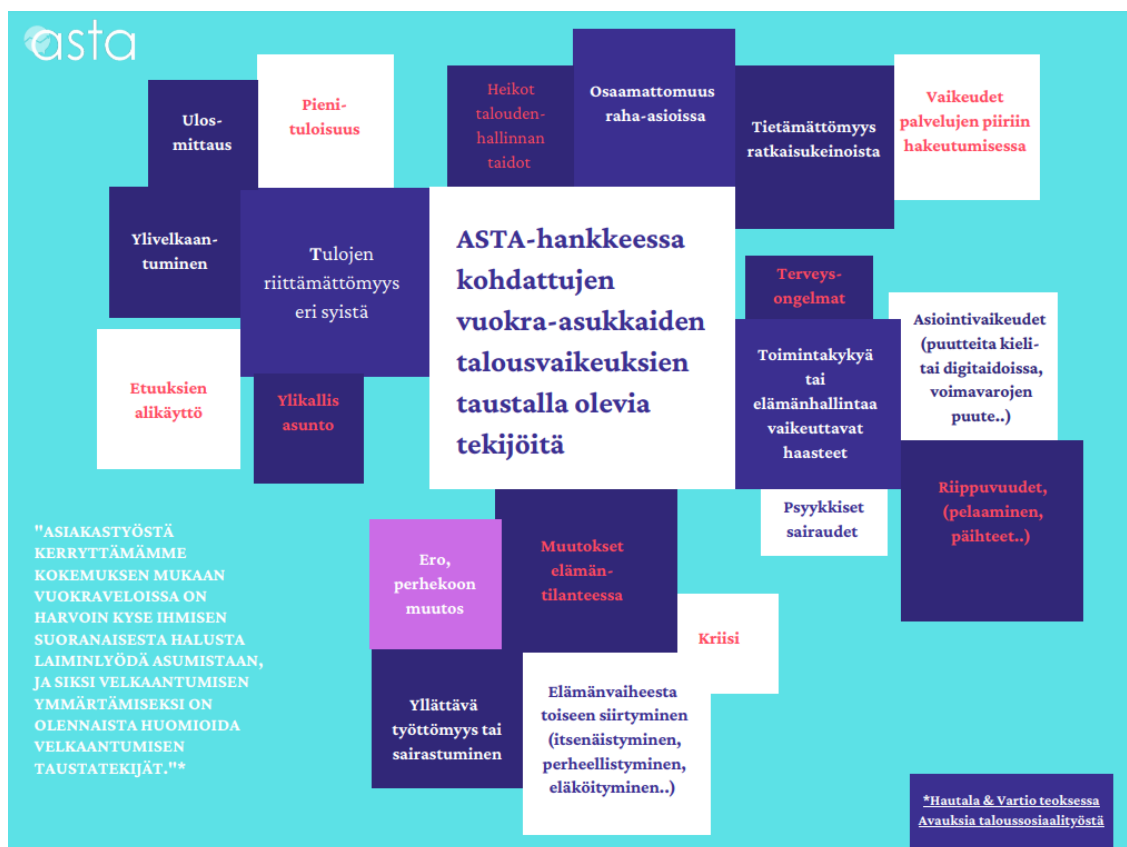 asta
Ulos-
mittaus
Pieni-
tuloisuus
Heikot
talouden-
hallinnan
taidot
Osaamattomuus
raha-asioissa
Tietämättömyys
ratkaisukeinoista
Vaikeudet
palvelujen piiriin
hakeutumisessa
Ylivelkaan-
tuminen
Tulojen
riittämättömyys
eri syistä
ASTA-hankkeessa
kohdattujen
vuokra-asukkaiden
talousvaikeuksien
taustalla olevia
tekijöitä
Terveys-
ongelmat
Asiointivaikeudet
(puutteita kieli-
tai digitaidoissa,
voimavarojen
puute..)
Toimintakykyä
tai
elämänhallintaa
vaikeuttavat
haasteet
Etuuksien
alikäyttö
Ylikallis
asunto
Psyykkiset
sairaudet
Riippuvuudet,
(pelaaminen,
päihteet..)
"ASIAKASTYÖSTÄ
KERRYTTÄMÄMME
KOKEMUKSEN MUKAAN
VUOKRAVELOISSA ON
HARVOIN KYSE IHMISEN
SUORANAISESTA HALUSTA
LAIMINLYÖDÄ ASUMISTAAN,
JA SIKSI VELKAANTUMISEN
YMMÄRTÄMISEKSI ON
OLENNAISTA HUOMIOIDA
VELKAANTUMISEN
TAUSTATEKIJÄT."*
Ero,
perhekoon
muutos
Muutokset
elämän-
tilanteessa
Kriisi
Yllättävä
työttömyys tai
sairastuminen
Elämänvaiheesta
toiseen siirtyminen
(itsenäistyminen,
perheellistyminen,
eläköityminen..)
*Hautala & Vartio teoksessa
Avauksia taloussosiaalityöstä